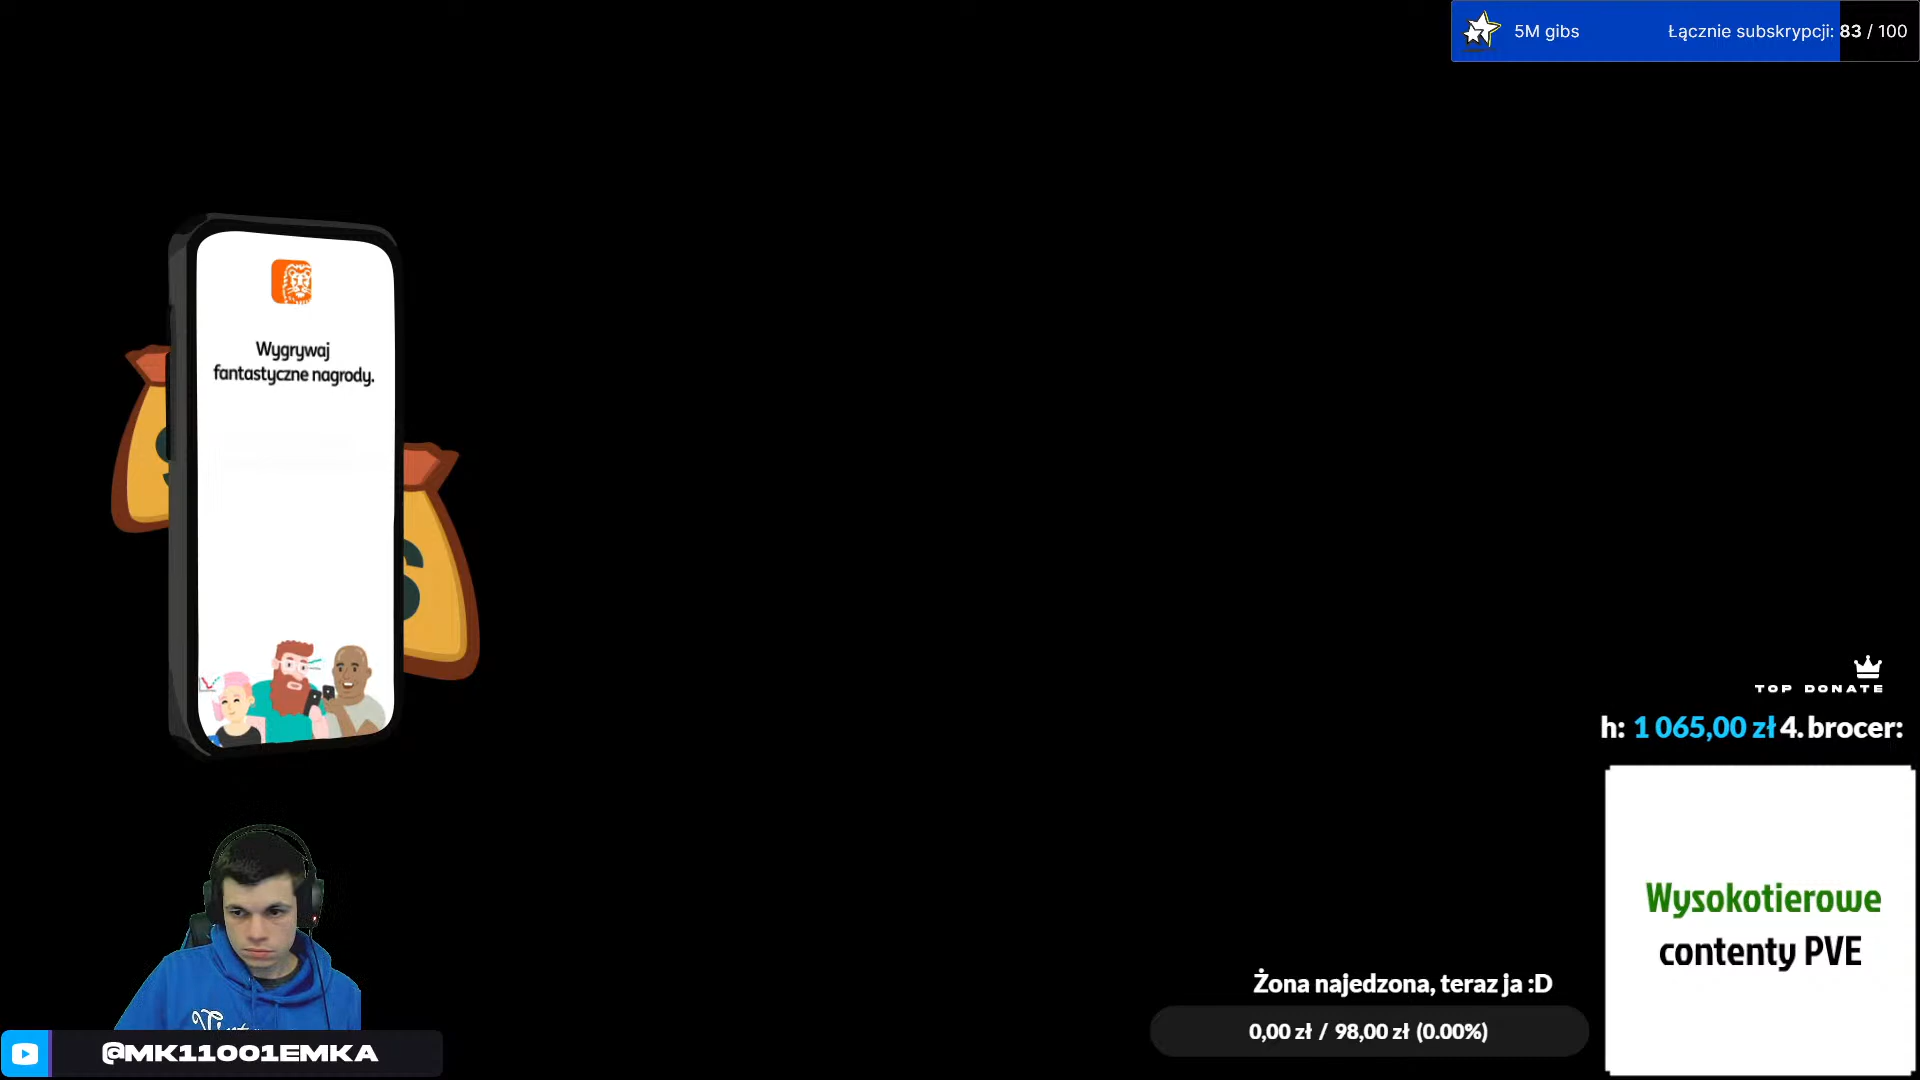 5M gibs
Łącznie subskrypcji: 83 / 100
Wygrywaj
fantastyczne nagrody.
TOP DONATE
h: 1 065,00 zł 4. brocer:
Wysokotierowe
contenty PVE
Żona najedzona, teraz ja :D
0,00 zł / 98,00 zł (0.00%)
@MK11001EMKA